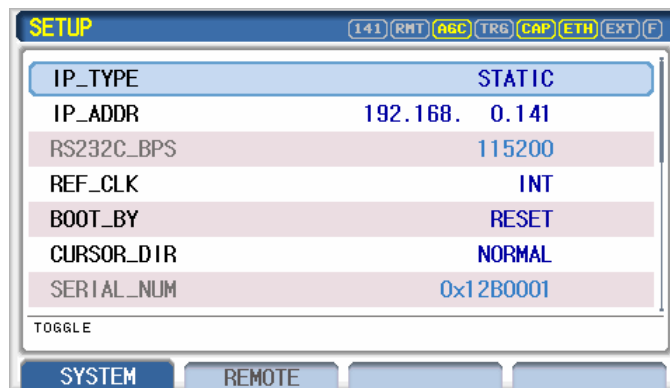 SETUP (141) RMT AGC TRG CAP ETH EXT F
IP_TYPE STATIC
IP_ADDR 192.168. 0.141
RS232C_BPS 115200
REF_CLK INT
BOOT_BY RESET
CURSOR_DIR NORMAL
SERIAL_NUM 0x12B0001
TOGGLE
SYSTEM REMOTE